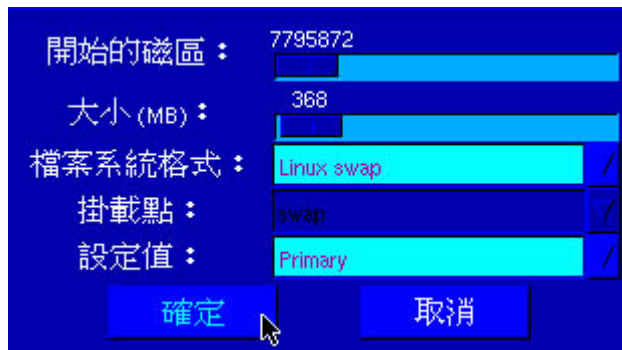 開始的磁區：
7795872
大小(MB)：
368
檔案系統格式：
Linux swap
掛載點：
swap
設定值：
Primary
確定
取消